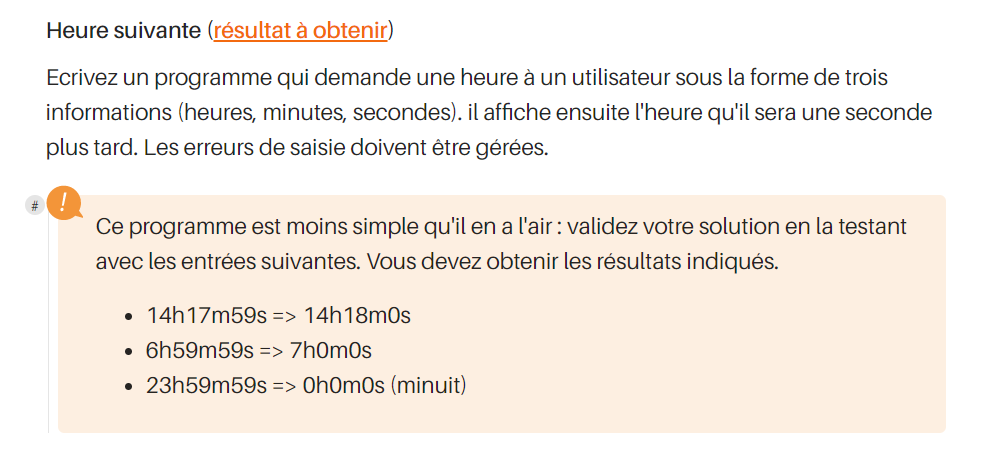 Heure suivante (résultat à obtenir)
Ecrivez un programme qui demande une heure à un utilisateur sous la forme de trois
informations (heures, minutes, secondes). il affiche ensuite l'heure qu'il sera une seconde
plus tard. Les erreurs de saisie doivent être gérées.
#
!
Ce programme est moins simple qu'il en a l'air : validez votre solution en la testant
avec les entrées suivantes. Vous devez obtenir les résultats indiqués.
• 14h17m59s => 14h18m0s
• 6h59m59s => 7h0m0s
• 23h59m59s => 0h0m0s (minuit)